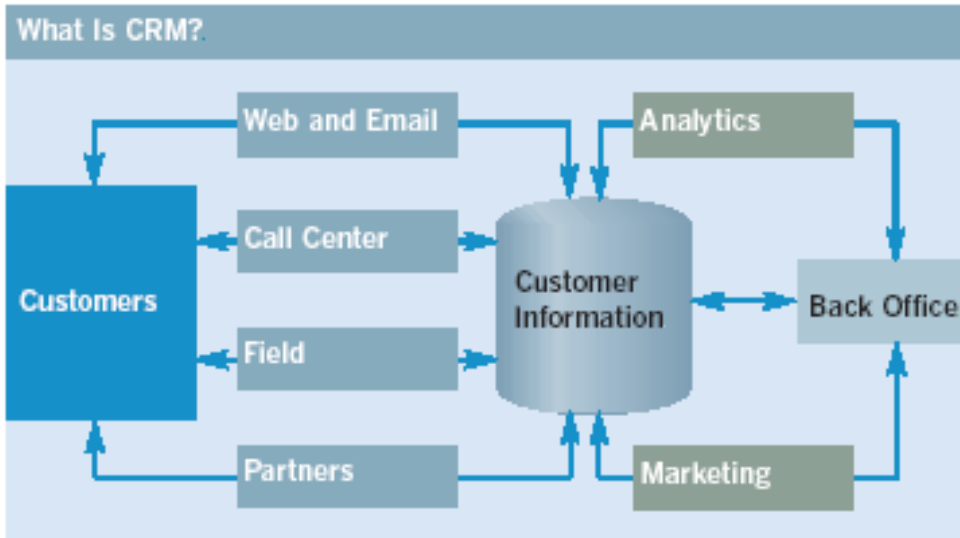 What Is CRM?
Web and Email
Analytics
Call Center
Customers
Customer
Information
Back Office
Field
Partners
Marketing